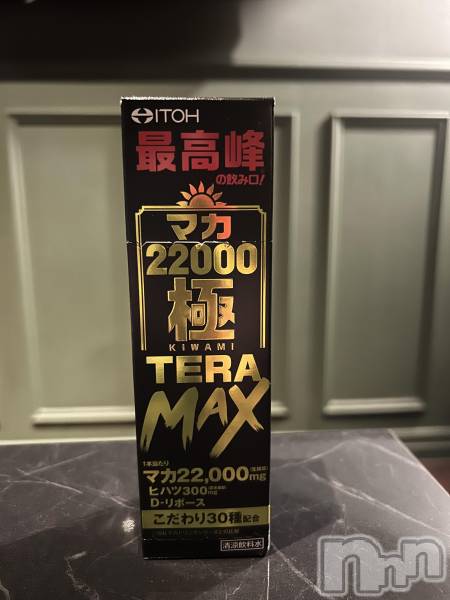 ITOH
最高峰
の飲み口!
マカ
22000
極
KIWAMI
TERA
MAX
1本当たり
マカ22,000mg
ヒハツ300mg
D-リボース
こだわり30種配合
清涼飲料水
nnn